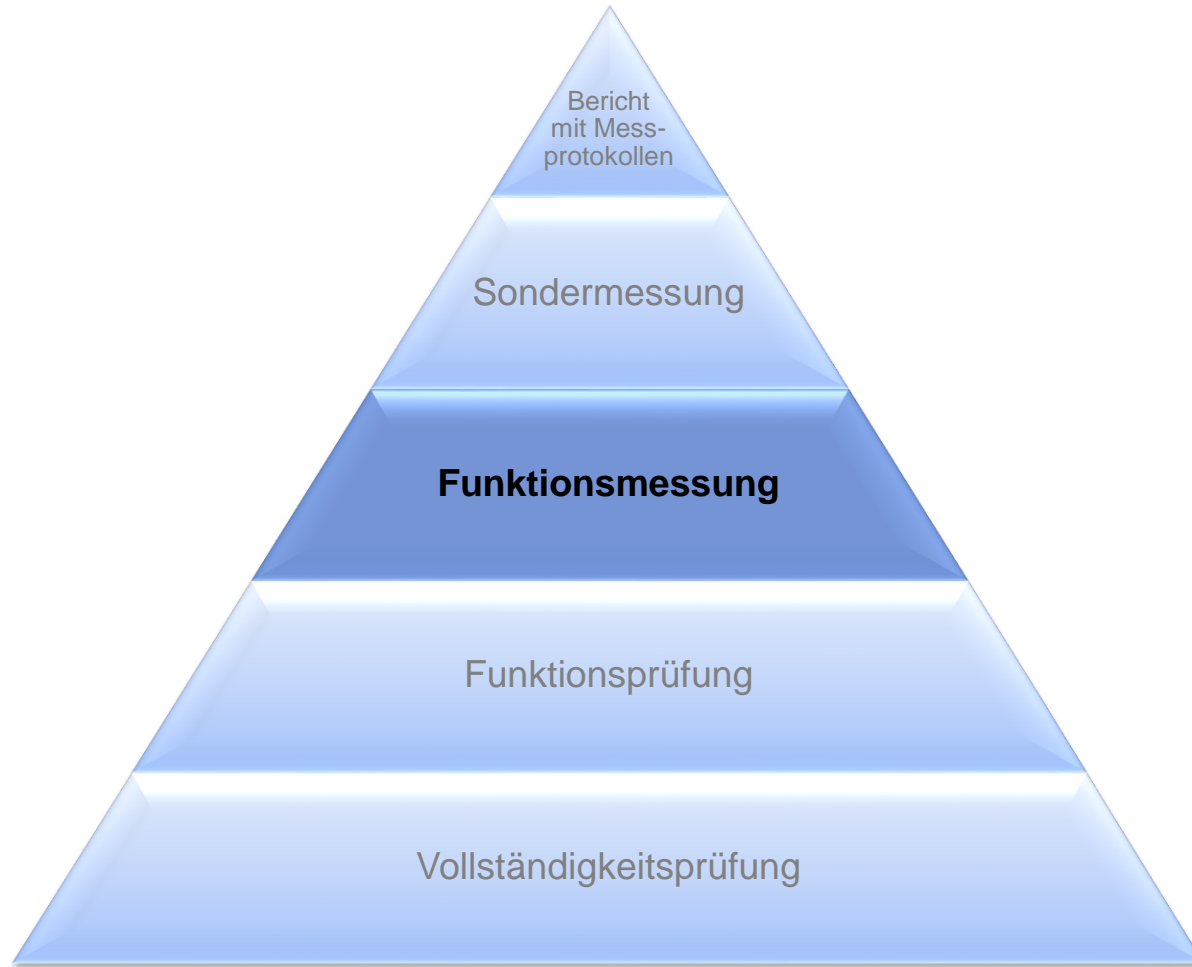 Bericht
mit Mess-
protokollen
Sondermessung
Funktionsmessung
Funktionsprüfung
Vollständigkeitsprüfung